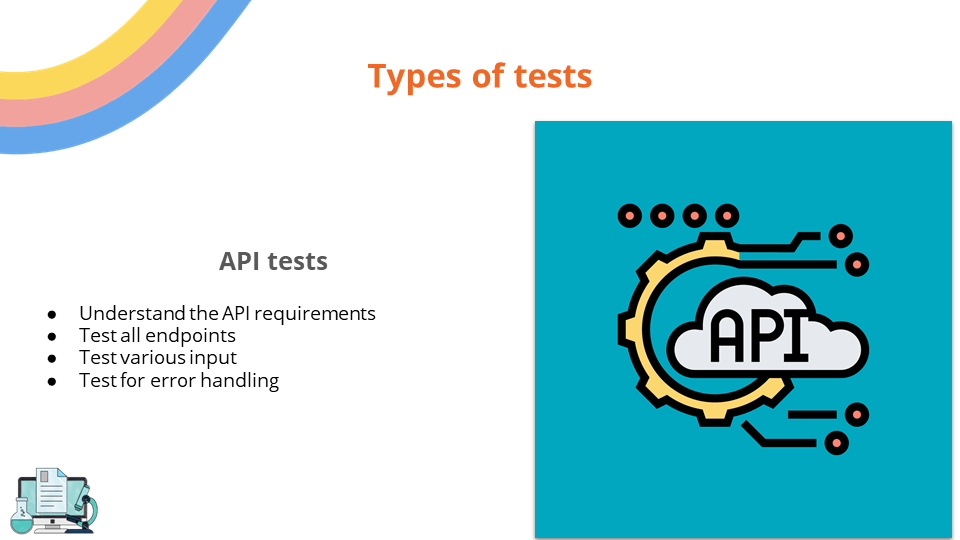 Types of tests
API tests
● Understand the API requirements
● Test all endpoints
● Test various input
● Test for error handling
API